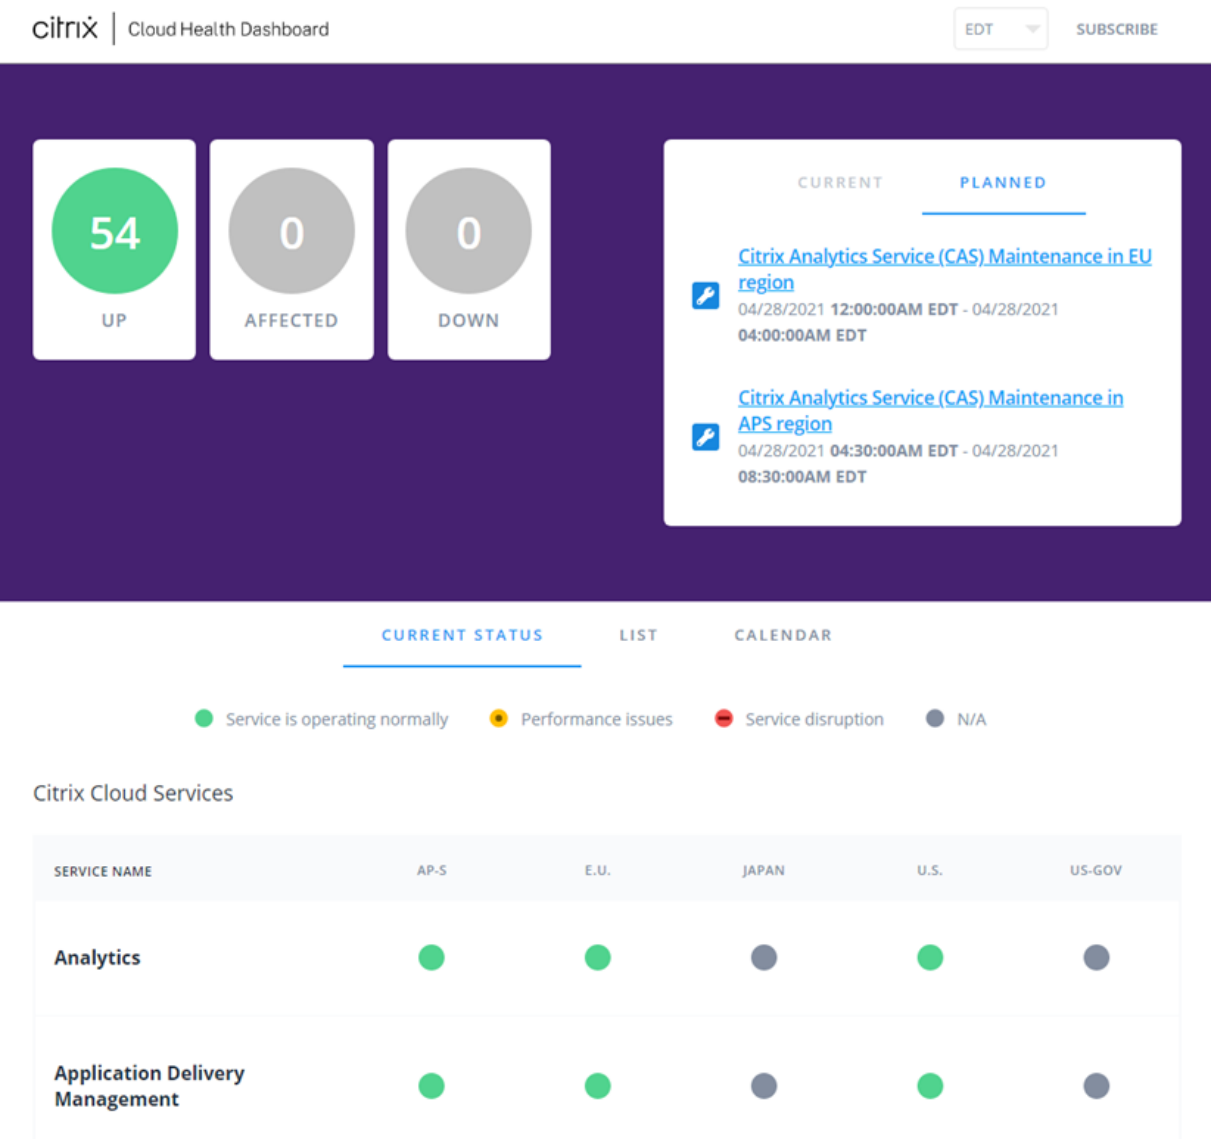 citrix | Cloud Health Dashboard
EDT
SUBSCRIBE
54
UP
0
AFFECTED
0
DOWN
CURRENT
PLANNED
Citrix Analytics Service (CAS) Maintenance in EU
region
04/28/2021 12:00:00AM EDT - 04/28/2021
04:00:00AM EDT
Citrix Analytics Service (CAS) Maintenance in
APS region
04/28/2021 04:30:00AM EDT - 04/28/2021
08:30:00AM EDT
CURRENT STATUS
LIST
CALENDAR
Service is operating normally
Performance issues
Service disruption
N/A
Citrix Cloud Services
SERVICE NAME
AP-S
E.U.
JAPAN
U.S.
US-GOV
Analytics
Application Delivery
Management